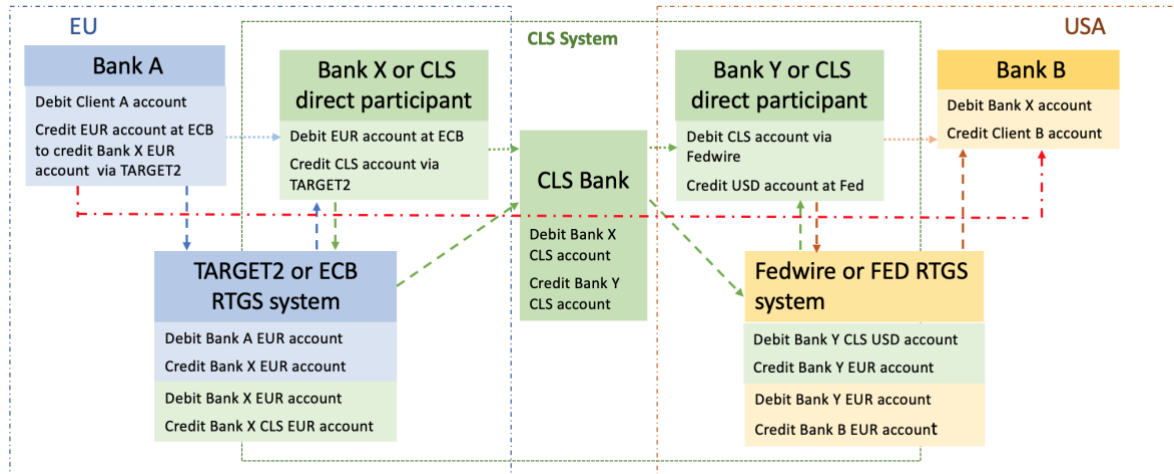 EU
CLS System
USA
Bank A
Debit Client A account
Credit EUR account at ECB
to credit Bank X EUR
account via TARGET2
Bank X or CLS
direct participant
Debit EUR account at ECB
Credit CLS account via
TARGET2
CLS Bank
Debit Bank X
CLS account
Credit Bank Y
CLS account
Bank Y or CLS
direct participant
Debit CLS account via
Fedwire
Credit USD account at Fed
Bank B
Debit Bank X account
Credit Client B account
TARGET2 or ECB
RTGS system
Debit Bank A EUR account
Credit Bank X EUR account
Debit Bank X EUR account
Credit Bank X CLS EUR account
Fedwire or FED RTGS
system
Debit Bank Y CLS USD account
Credit Bank Y EUR account
Debit Bank Y EUR account
Credit Bank B EUR account